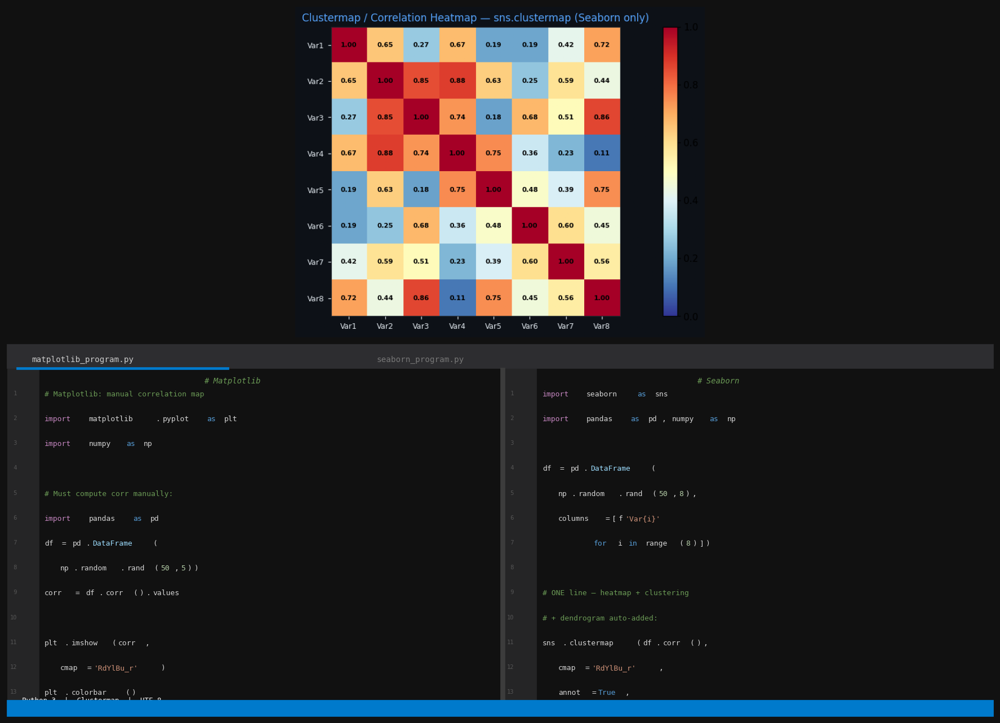 Clustermap / Correlation Heatmap — sns.clustermap (Seaborn only)
Var1 1.00 0.65 0.27 0.67 0.19 0.19 0.42 0.72
Var2 0.65 1.00 0.85 0.88 0.63 0.25 0.59 0.44
Var3 0.27 0.85 1.00 0.74 0.18 0.68 0.51 0.86
Var4 0.67 0.88 0.74 1.00 0.75 0.36 0.23 0.11
Var5 0.19 0.63 0.18 0.75 1.00 0.48 0.39 0.75
Var6 0.19 0.25 0.68 0.36 0.48 1.00 0.60 0.45
Var7 0.42 0.59 0.51 0.23 0.39 0.60 1.00 0.56
Var8 0.72 0.44 0.86 0.11 0.75 0.45 0.56 1.00
Var1 Var2 Var3 Var4 Var5 Var6 Var7 Var8
1.0
0.8
0.6
0.4
0.2
0.0
matplotlib_program.py
seaborn_program.py
# Matplotlib
1 # Matplotlib: manual correlation map
2 import matplotlib .pyplot as plt
3 import numpy as np
4
5 # Must compute corr manually:
6 import pandas as pd
7 df = pd .DataFrame (
8 np .random .rand (50 ,5))
9 corr = df .corr ().values
10
11 plt .imshow (corr ,
12 cmap ='RdYlBu_r' )
13 plt .colorbar ()
# Seaborn
1 import seaborn as sns
2 import pandas as pd , numpy as np
3
4 df = pd .DataFrame (
5 np .random .rand (50 ,8),
6 columns =[f'Var{i}'
7 for i in range (8)])
8
9 # ONE line — heatmap + clustering
10 # + dendrogram auto-added:
11 sns .clustermap (df .corr (),
12 cmap ='RdYlBu_r' ,
13 annot =True ,
Python 3 | Clustermap | UTF-8